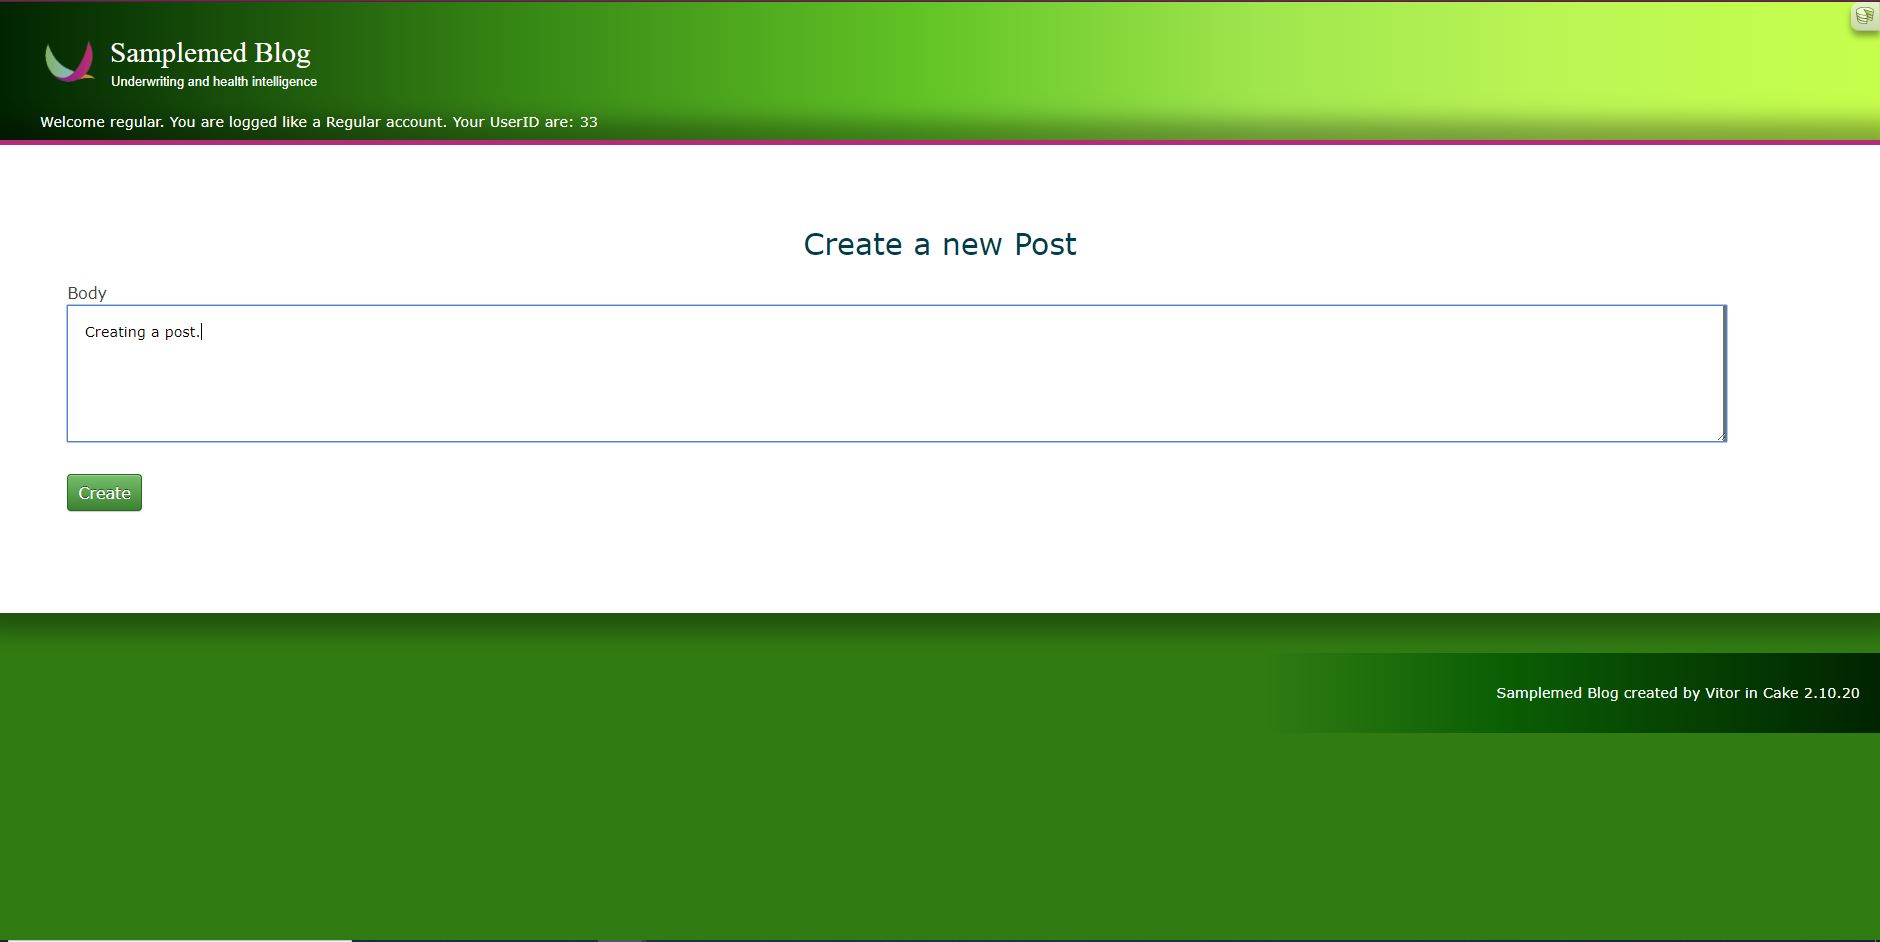 Samplemed Blog
Underwriting and health intelligence
Welcome regular. You are logged like a Regular account. Your UserID are: 33
Create a new Post
Body
Creating a post.
Create
Samplemed Blog created by Vitor in Cake 2.10.20